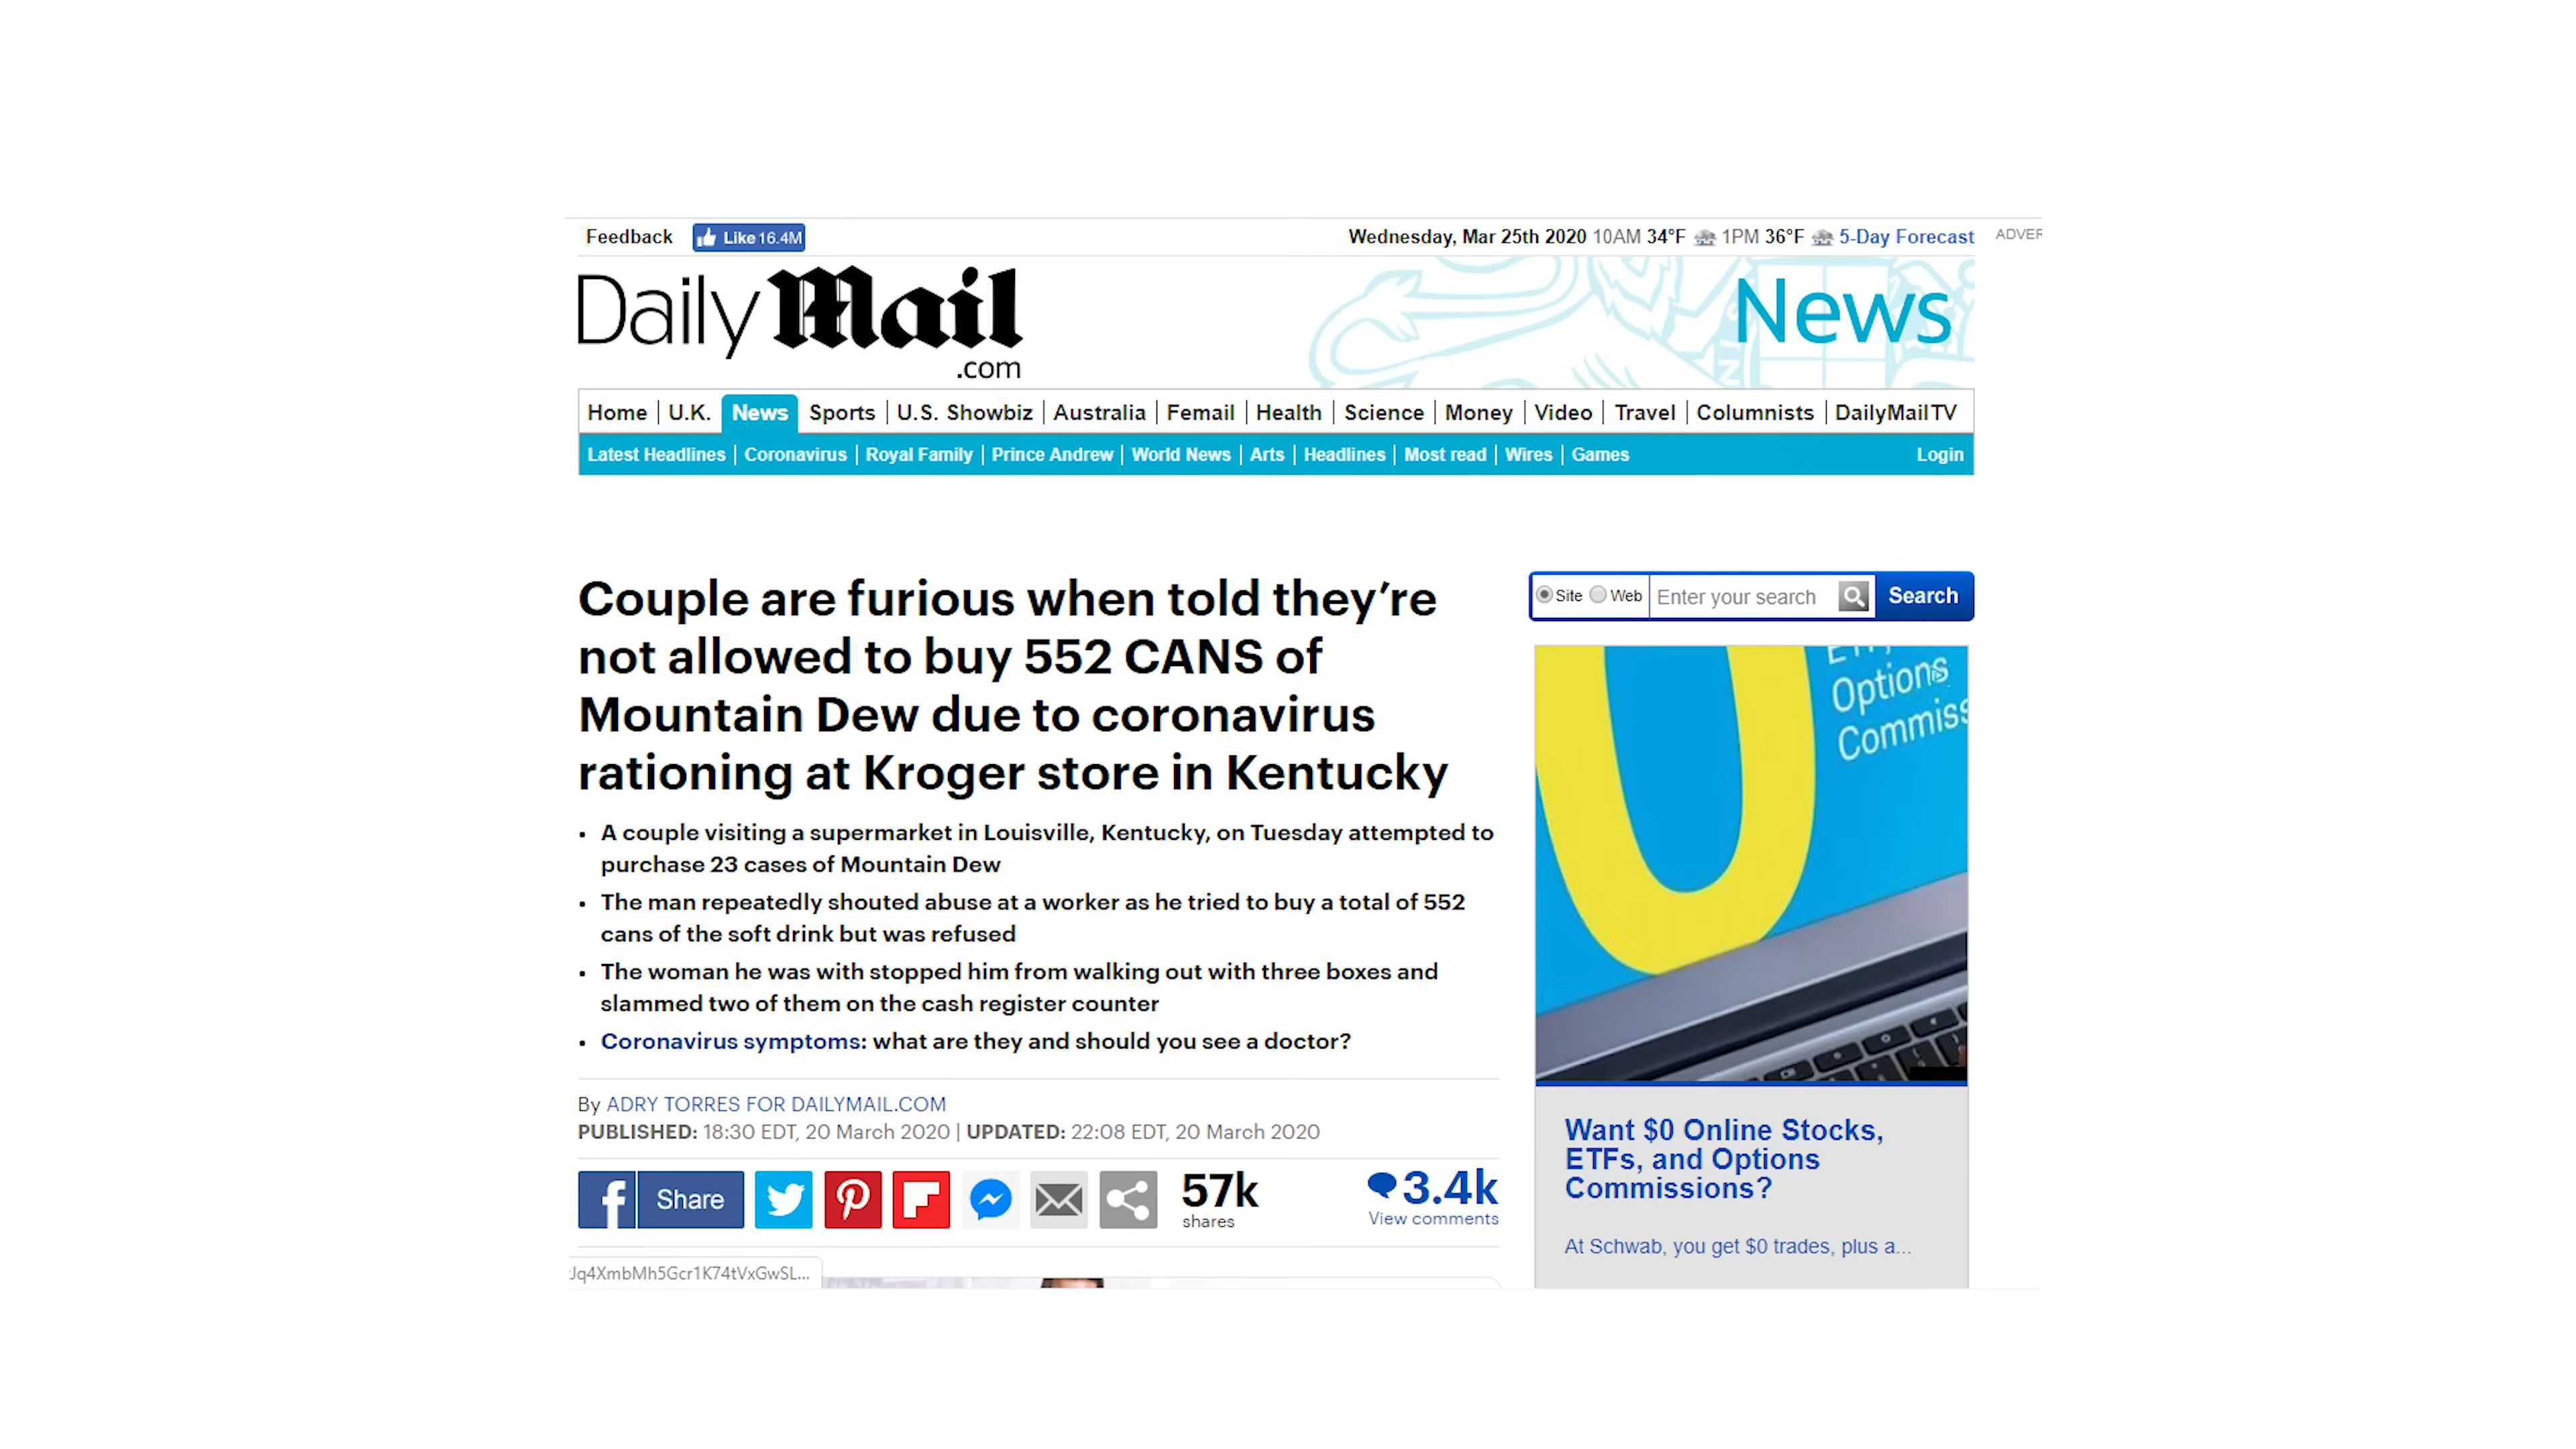 Feedback Like 16.4M Wednesday, Mar 25th 2020 10AM 34°F 1PM 36°F 5-Day Forecast
Daily Mail
.com
News
Home | U.K. News Sports | U.S. Showbiz | Australia | Femail | Health | Science | Money | Video | Travel | Columnists | DailyMailTV
Latest Headlines | Coronavirus | Royal Family | Prince Andrew | World News | Arts | Headlines | Most read | Wires | Games Login
Couple are furious when told they're
not allowed to buy 552 CANS of
Mountain Dew due to coronavirus
rationing at Kroger store in Kentucky
• A couple visiting a supermarket in Louisville, Kentucky, on Tuesday attempted to
purchase 23 cases of Mountain Dew
• The man repeatedly shouted abuse at a worker as he tried to buy a total of 552
cans of the soft drink but was refused
• The woman he was with stopped him from walking out with three boxes and
slammed two of them on the cash register counter
• Coronavirus symptoms: what are they and should you see a doctor?
By ADRY TORRES FOR DAILYMAIL.COM
PUBLISHED: 18:30 EDT, 20 March 2020 | UPDATED: 22:08 EDT, 20 March 2020
Share
57k
shares
3.4k
View comments
Jq4XmbMh5Gcr1K74tVxGwSL...
Site Web Enter your search Search
Options
Commiss
Want $0 Online Stocks,
ETFs, and Options
Commissions?
At Schwab, you get $0 trades, plus a...